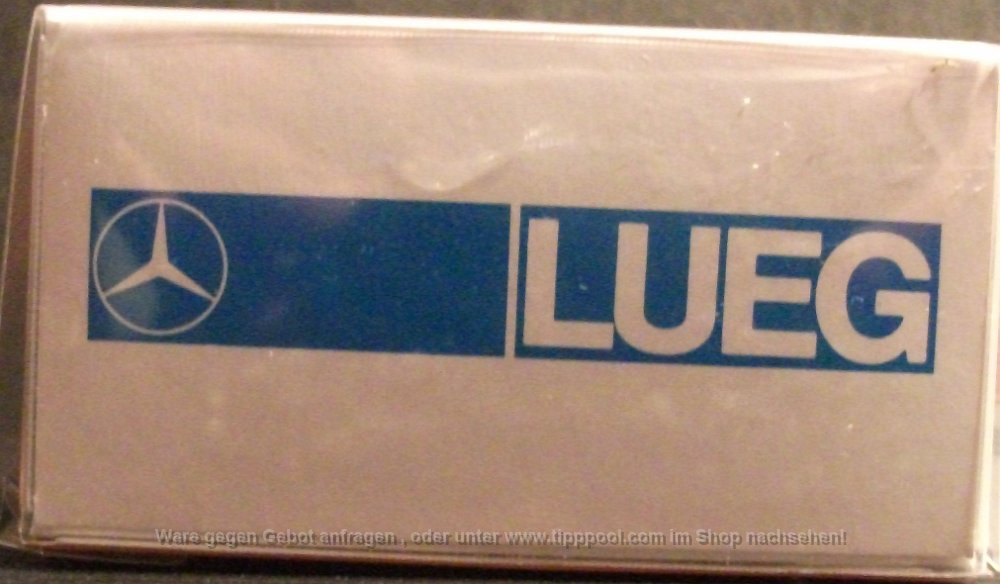 LUEG
Ware gegen Gebot anfragen , oder unter www.tipppool.com im Shop nachsehen!